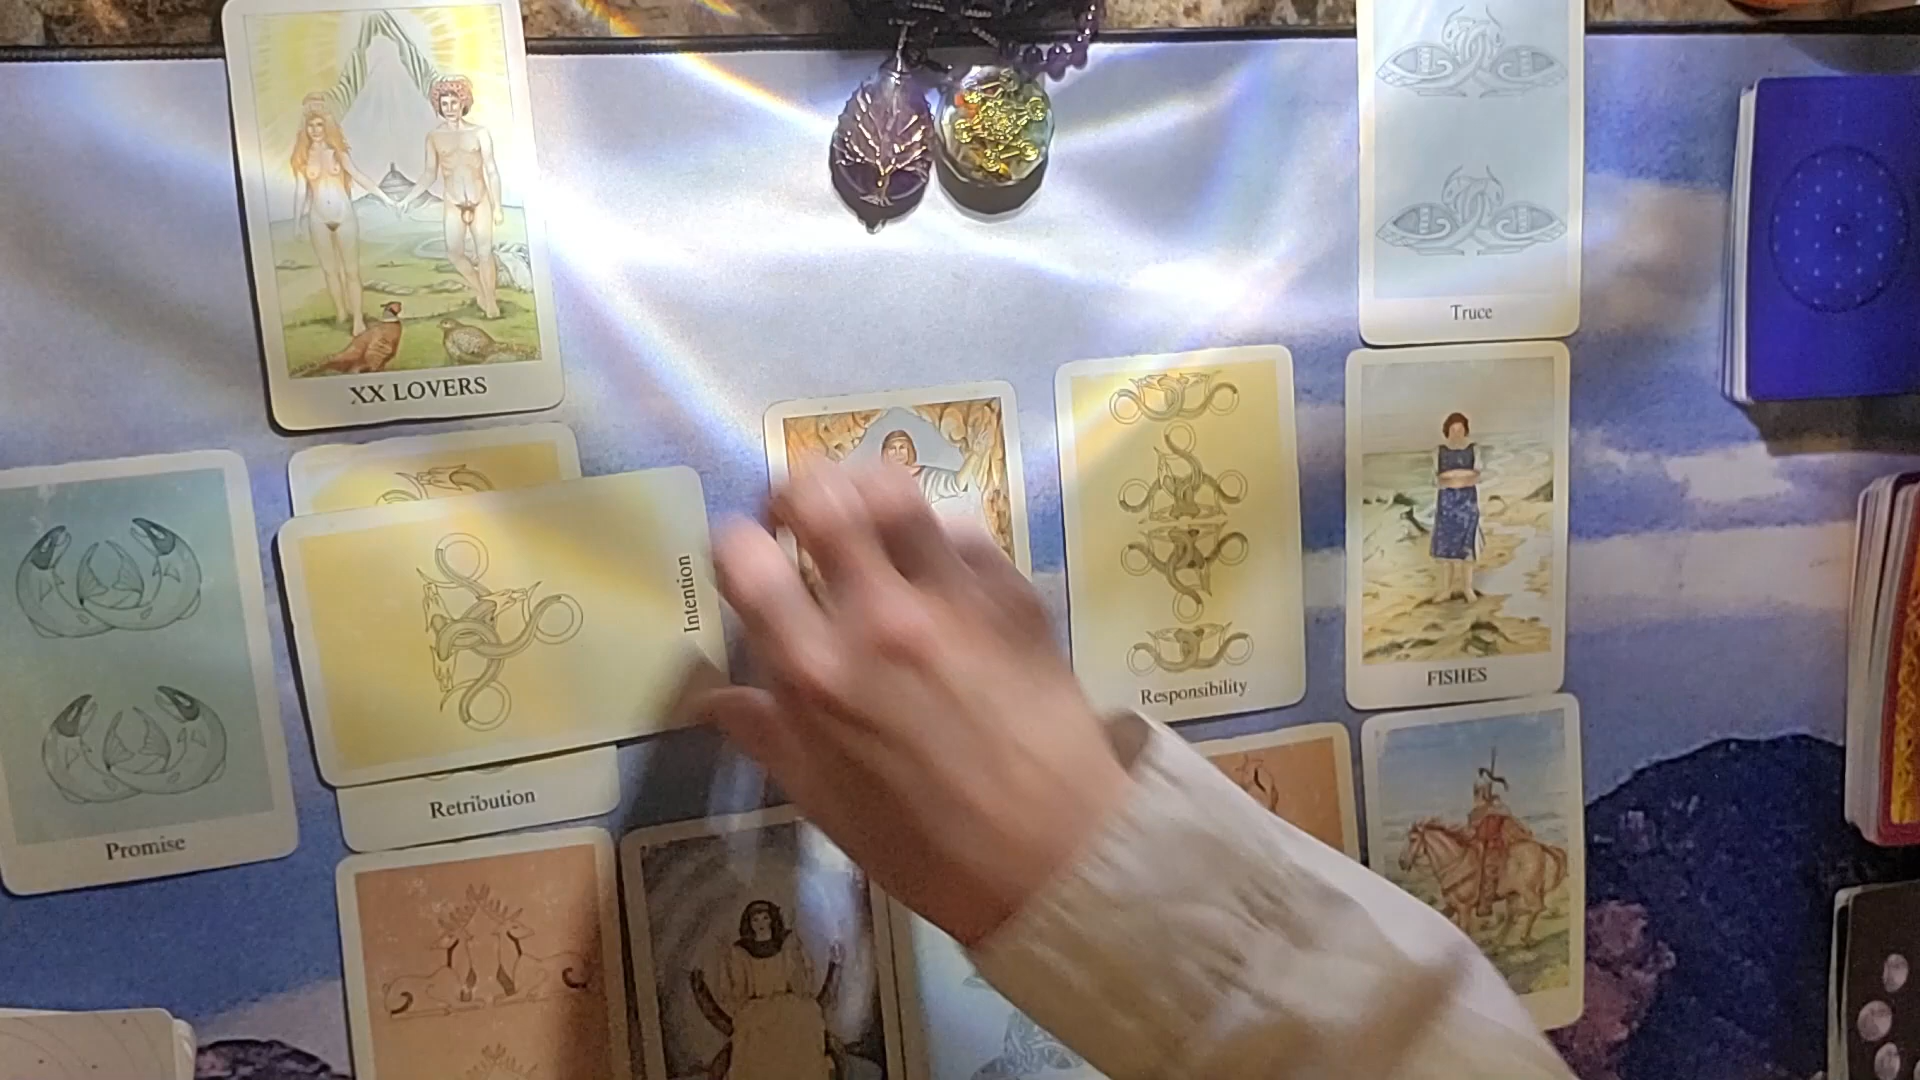 XX LOVERS
Truce
Intention
Responsibility
FISHES
Retribution
Promise